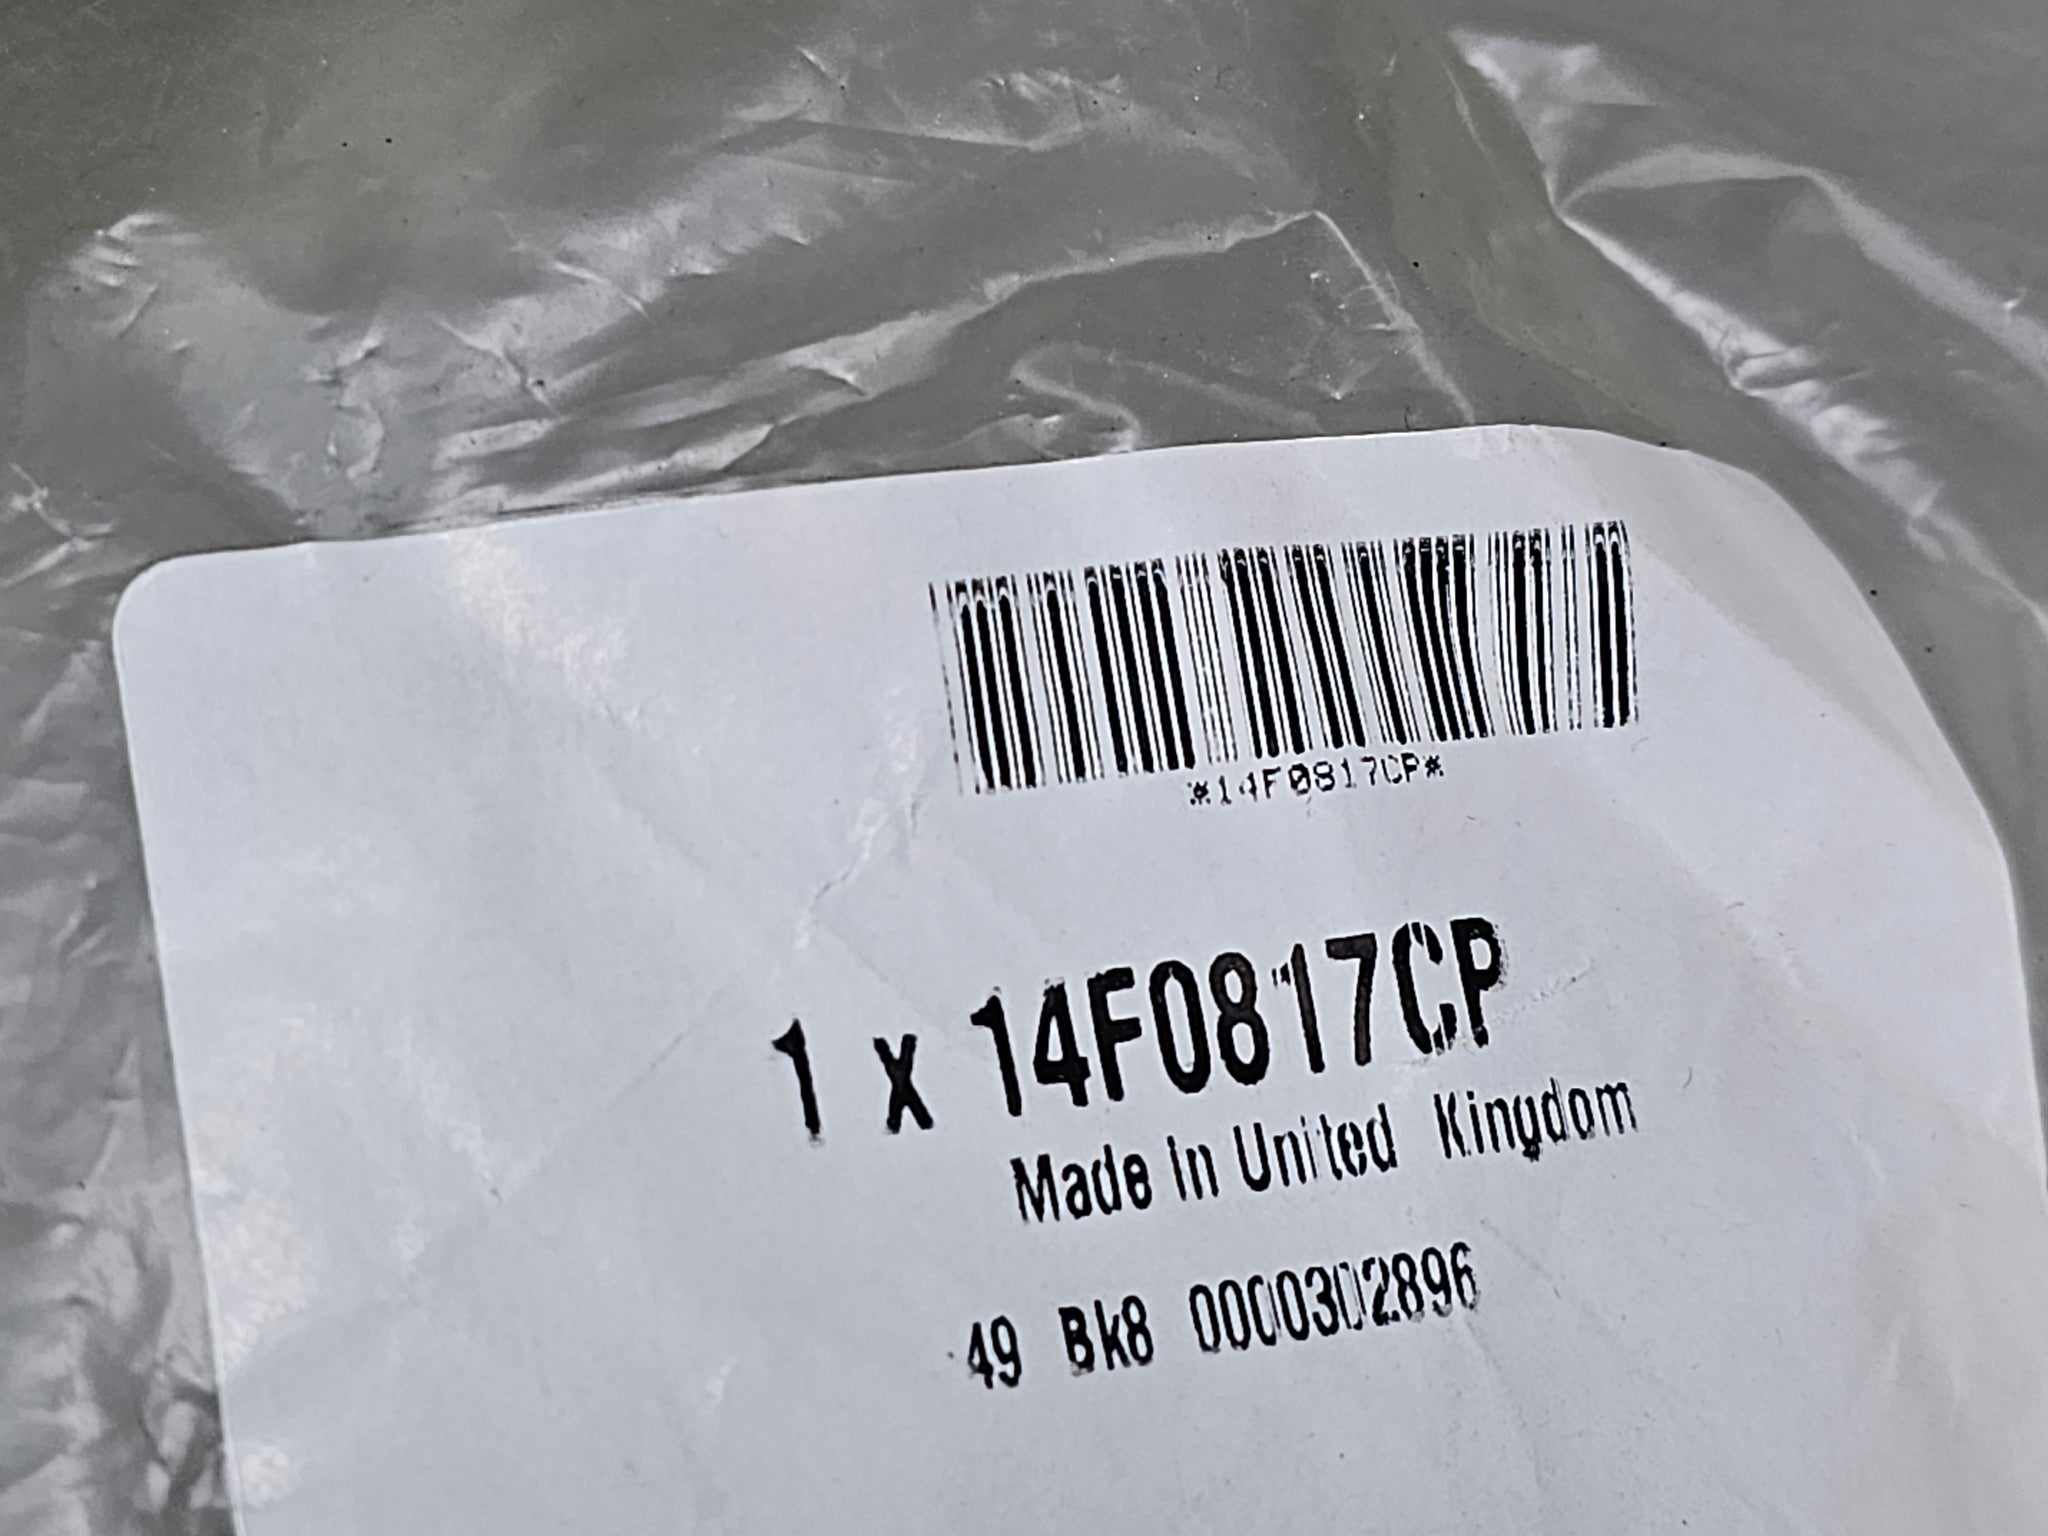 *14F0817CP*
1 x 14F0817CP
Made in United Kingdom
49 Bk8 0000302896